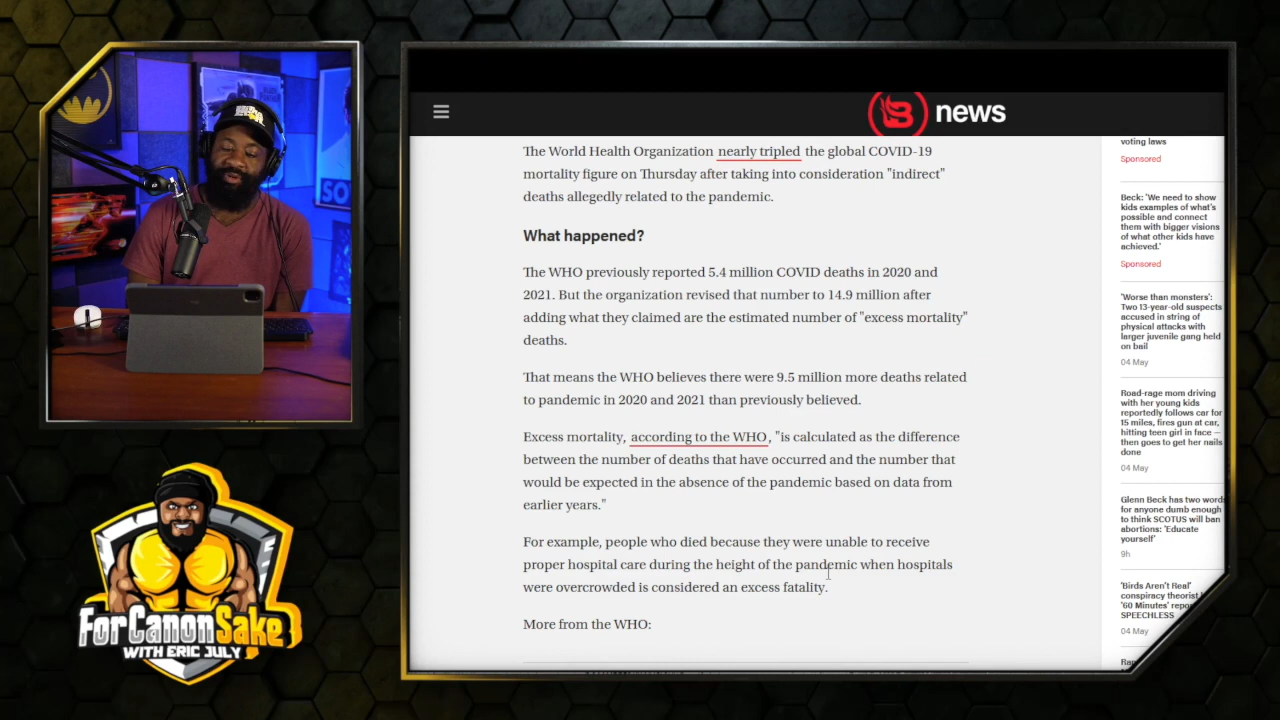 SO
news
The World Health Organization nearly tripled the global COVID-19
mortality figure on Thursday after taking into consideration "indirect"
deaths allegedly related to the pandemic.
What happened?
The WHO previously reported 5.4 million COVID deaths in 2020 and
2021. But the organization revised that number to 14.9 million after
adding what they claimed are the estimated number of "excess mortality"
deaths.
That means the WHO believes there were 9.5 million more deaths related
to pandemic in 2020 and 2021 than previously believed.
Excess mortality, according to the WHO, "is calculated as the difference
between the number of deaths that have occurred and the number that
would be expected in the absence of the pandemic based on data from
earlier years."
For example, people who died because they were unable to receive
proper hospital care during the height of the pandemic when hospitals
were overcrowded is considered an excess fatality.
More from the WHO:
voting laws
Sponsored
Beck: 'We need to show
kids examples of what's
possible and connect
them with bigger visions
of what other kids have
achieved.'
Sponsored
'Worse than monsters':
Two 13-year-old suspects
accused in string of
physical attacks with
larger juvenile gang held
on bail
04 May
Road-rage mom driving
with her young kids
reportedly follows car for
15 miles, fires gun at car,
hitting teen girl in face —
then goes to get her nails
done
04 May
Glenn Beck has two words
for anyone dumb enough
to think SCOTUS will ban
abortions: 'Educate
yourself'
9h
'Birds Aren't Real'
conspiracy theorist
'60 Minutes'
SPEECHLESS
04 May
ForCanonSake
WITH ERIC JULY